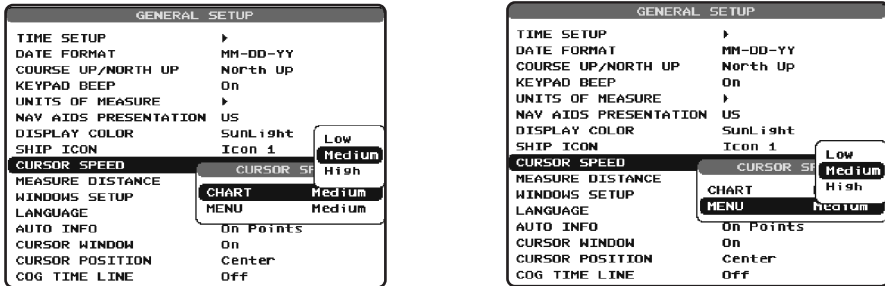 GENERAL SETUP
TIME SETUP
DATE FORMAT MM-DD-YY
COURSE UP/NORTH UP North Up
KEYPAD BEEP On
UNITS OF MEASURE
NAV AIDS PRESENTATION US
DISPLAY COLOR SunLight
SHIP ICON Icon 1
CURSOR SPEED
MEASURE DISTANCE
WINDOWS SETUP
LANGUAGE
AUTO INFO On Points
CURSOR WINDOW On
CURSOR POSITION Center
COG TIME LINE Off
CURSOR SP
CHART Medium
MENU Medium
Low
Medium
High
GENERAL SETUP
TIME SETUP
DATE FORMAT MM-DD-YY
COURSE UP/NORTH UP North Up
KEYPAD BEEP On
UNITS OF MEASURE
NAV AIDS PRESENTATION US
DISPLAY COLOR SunLight
SHIP ICON Icon 1
CURSOR SPEED
MEASURE DISTANCE
WINDOWS SETUP
LANGUAGE
AUTO INFO On Points
CURSOR WINDOW On
CURSOR POSITION Center
COG TIME LINE Off
CURSOR SP
CHART
MENU Medium
Low
Medium
High